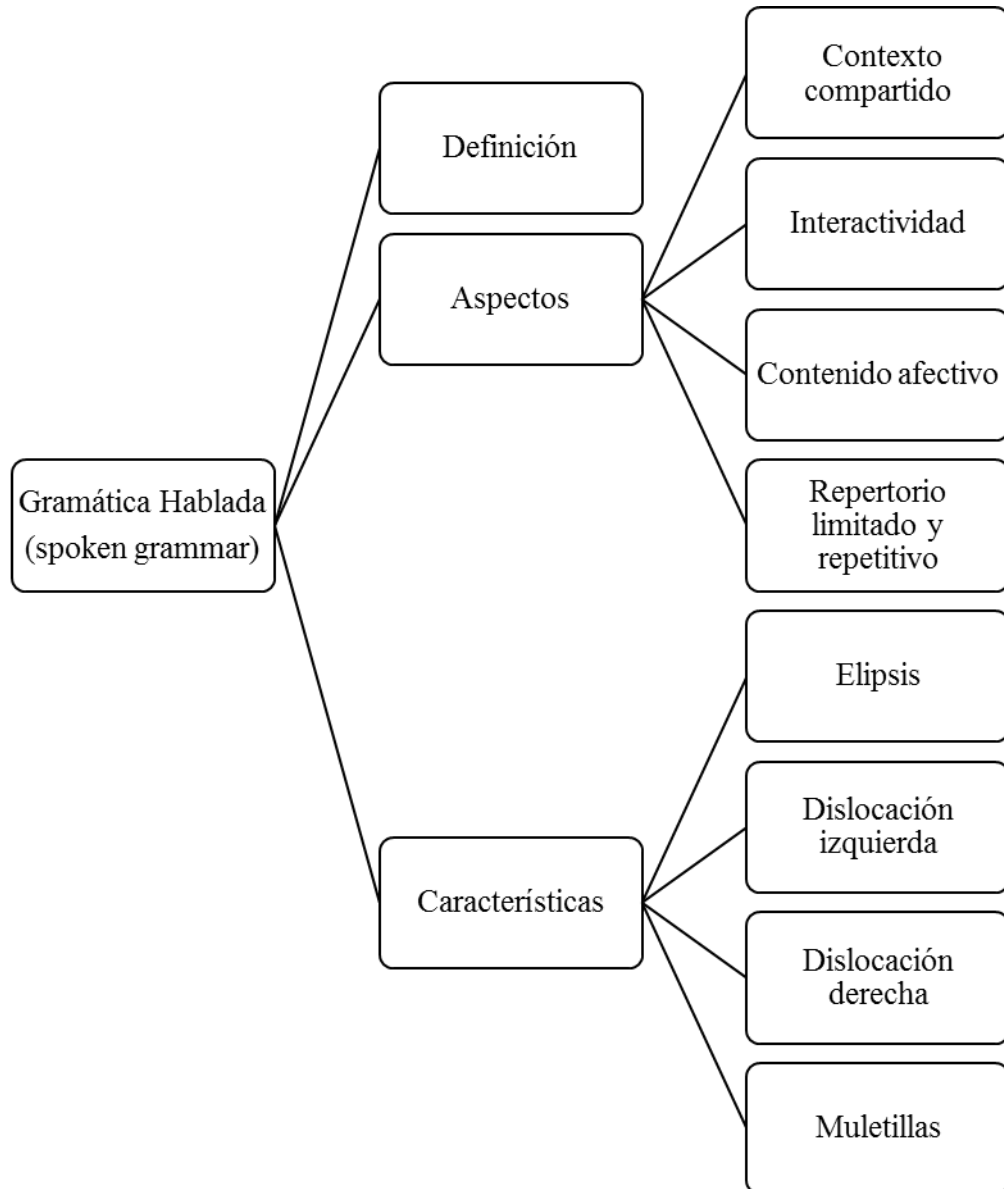 Contexto
compartido
Definición
Interactividad
Aspectos
Contenido afectivo
Gramática Hablada
(spoken grammar)
Repertorio
limitado y
repetitivo
Elipsis
Dislocación
izquierda
Característísticas
Dislocación
derecha
Muletillas